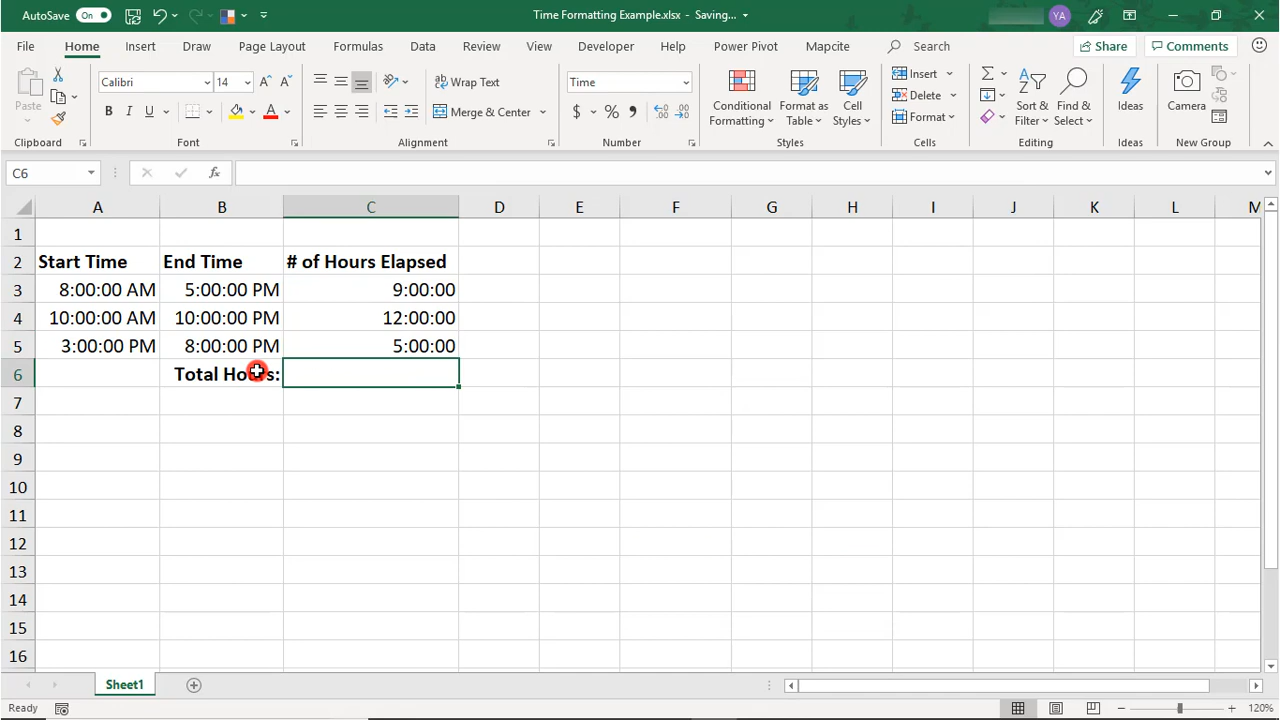 AutoSave On Time Formatting Example.xlsx - Saving... YA
File Home Insert Draw Page Layout Formulas Data Review View Developer Help Power Pivot Mapcite Search Share Comments
Paste Calibri 14 A A Wrap Text Time Conditional Formatting Format as Table Cell Styles Insert Delete Format Sort & Filter Find & Select Ideas Camera
B I U A Merge & Center $ % , .00
Clipboard Font Alignment Number Styles Cells Editing Ideas New Group
C6 fx
A B C D E F G H I J K L M
1
2 Start Time End Time # of Hours Elapsed
3 8:00:00 AM 5:00:00 PM 9:00:00
4 10:00:00 AM 10:00:00 PM 12:00:00
5 3:00:00 PM 8:00:00 PM 5:00:00
6 Total Hours:
7
8
9
10
11
12
13
14
15
16
Sheet1
Ready 120%